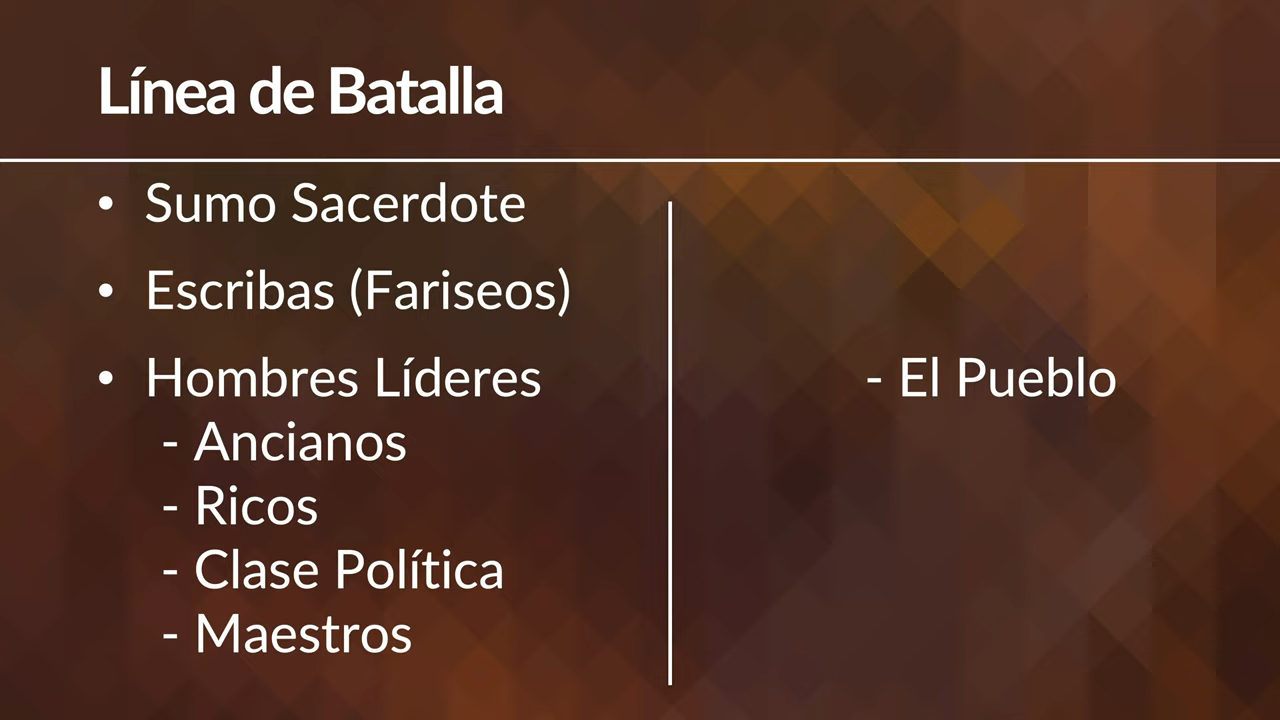 Línea de Batalla
• Sumo Sacerdote
• Escribas (Fariseos)
• Hombres Líderes
- Ancianos
- Ricos
- Clase Política
- Maestros
- El Pueblo